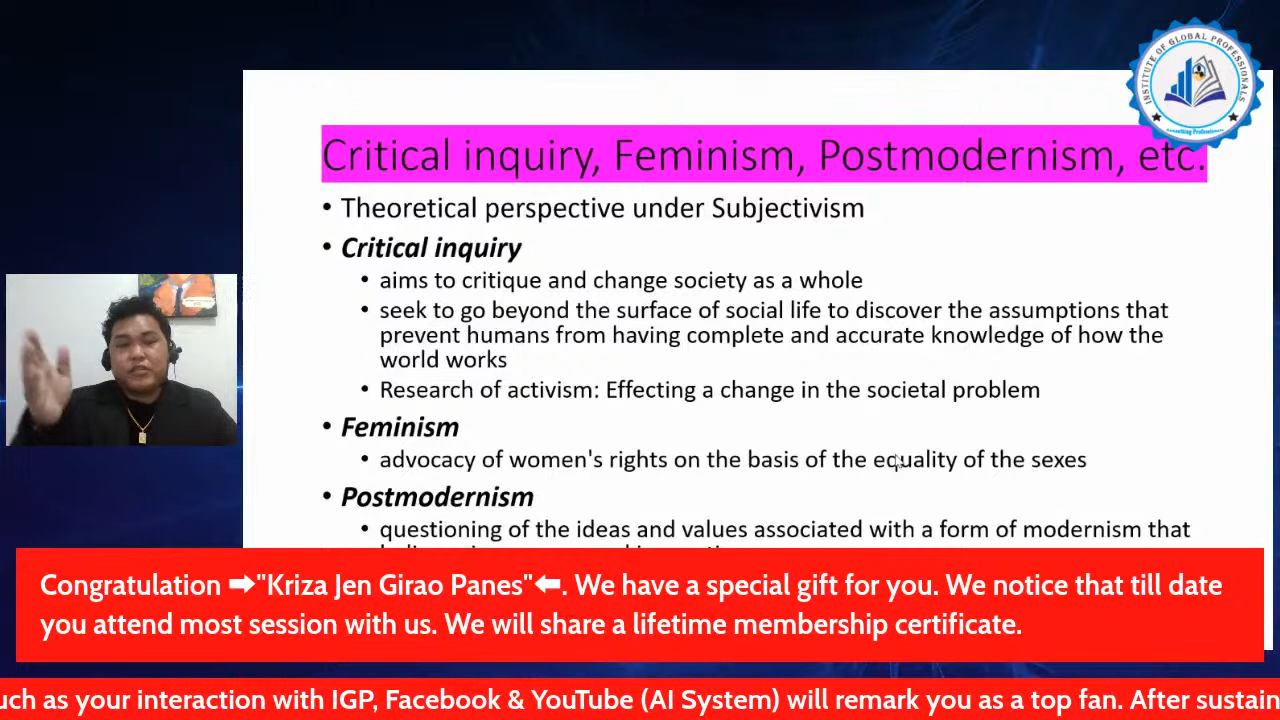 INSTITUTE OF GLOBAL PROFESSIONALS
Critical inquiry, Feminism, Postmodernism, etc.
• Theoretical perspective under Subjectivism
• Critical inquiry
• aims to critique and change society as a whole
• seek to go beyond the surface of social life to discover the assumptions that
prevent humans from having complete and accurate knowledge of how the
world works
• Research of activism: Effecting a change in the societal problem
• Feminism
• advocacy of women's rights on the basis of the equality of the sexes
• Postmodernism
• questioning of the ideas and values associated with a form of modernism that
Congratulation ➡"Kriza Jen Girao Panes"⬅. We have a special gift for you. We notice that till date
you attend most session with us. We will share a lifetime membership certificate.
uch as your interaction with IGP, Facebook & YouTube (AI System) will remark you as a top fan. After sustain